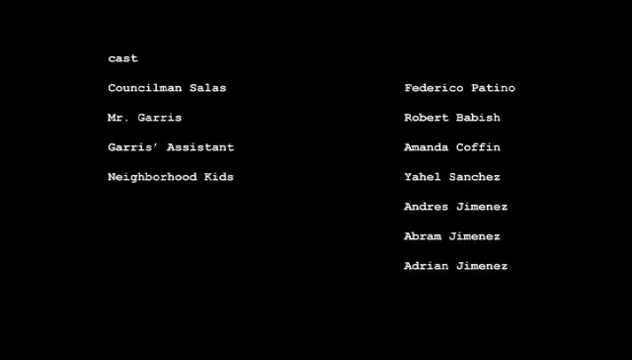 cast
Councilman Salas Federico Patino
Mr. Garris Robert Babish
Garris’ Assistant Amanda Coffin
Neighborhood Kids Yahel Sanchez
Andres Jimenez
Abram Jimenez
Adrian Jimenez